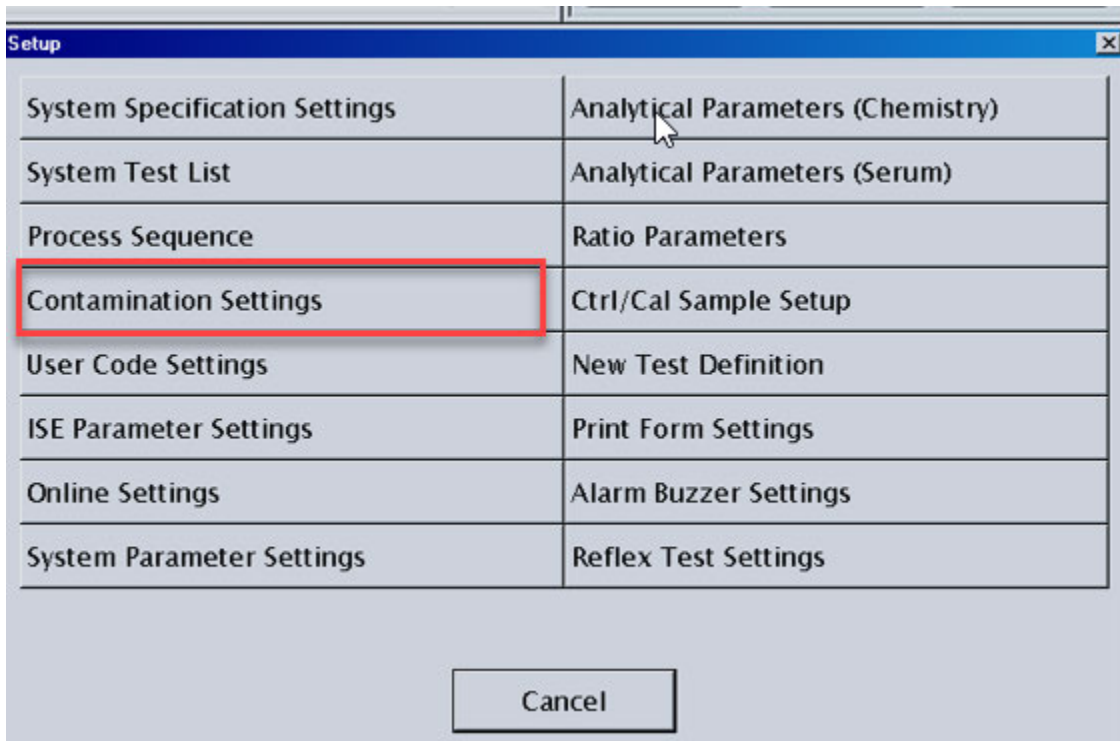 Setup
System Specification Settings
Analytical Parameters (Chemistry)
System Test List
Analytical Parameters (Serum)
Process Sequence
Ratio Parameters
Contamination Settings
Ctrl/Cal Sample Setup
User Code Settings
New Test Definition
ISE Parameter Settings
Print Form Settings
Online Settings
Alarm Buzzer Settings
System Parameter Settings
Reflex Test Settings
Cancel